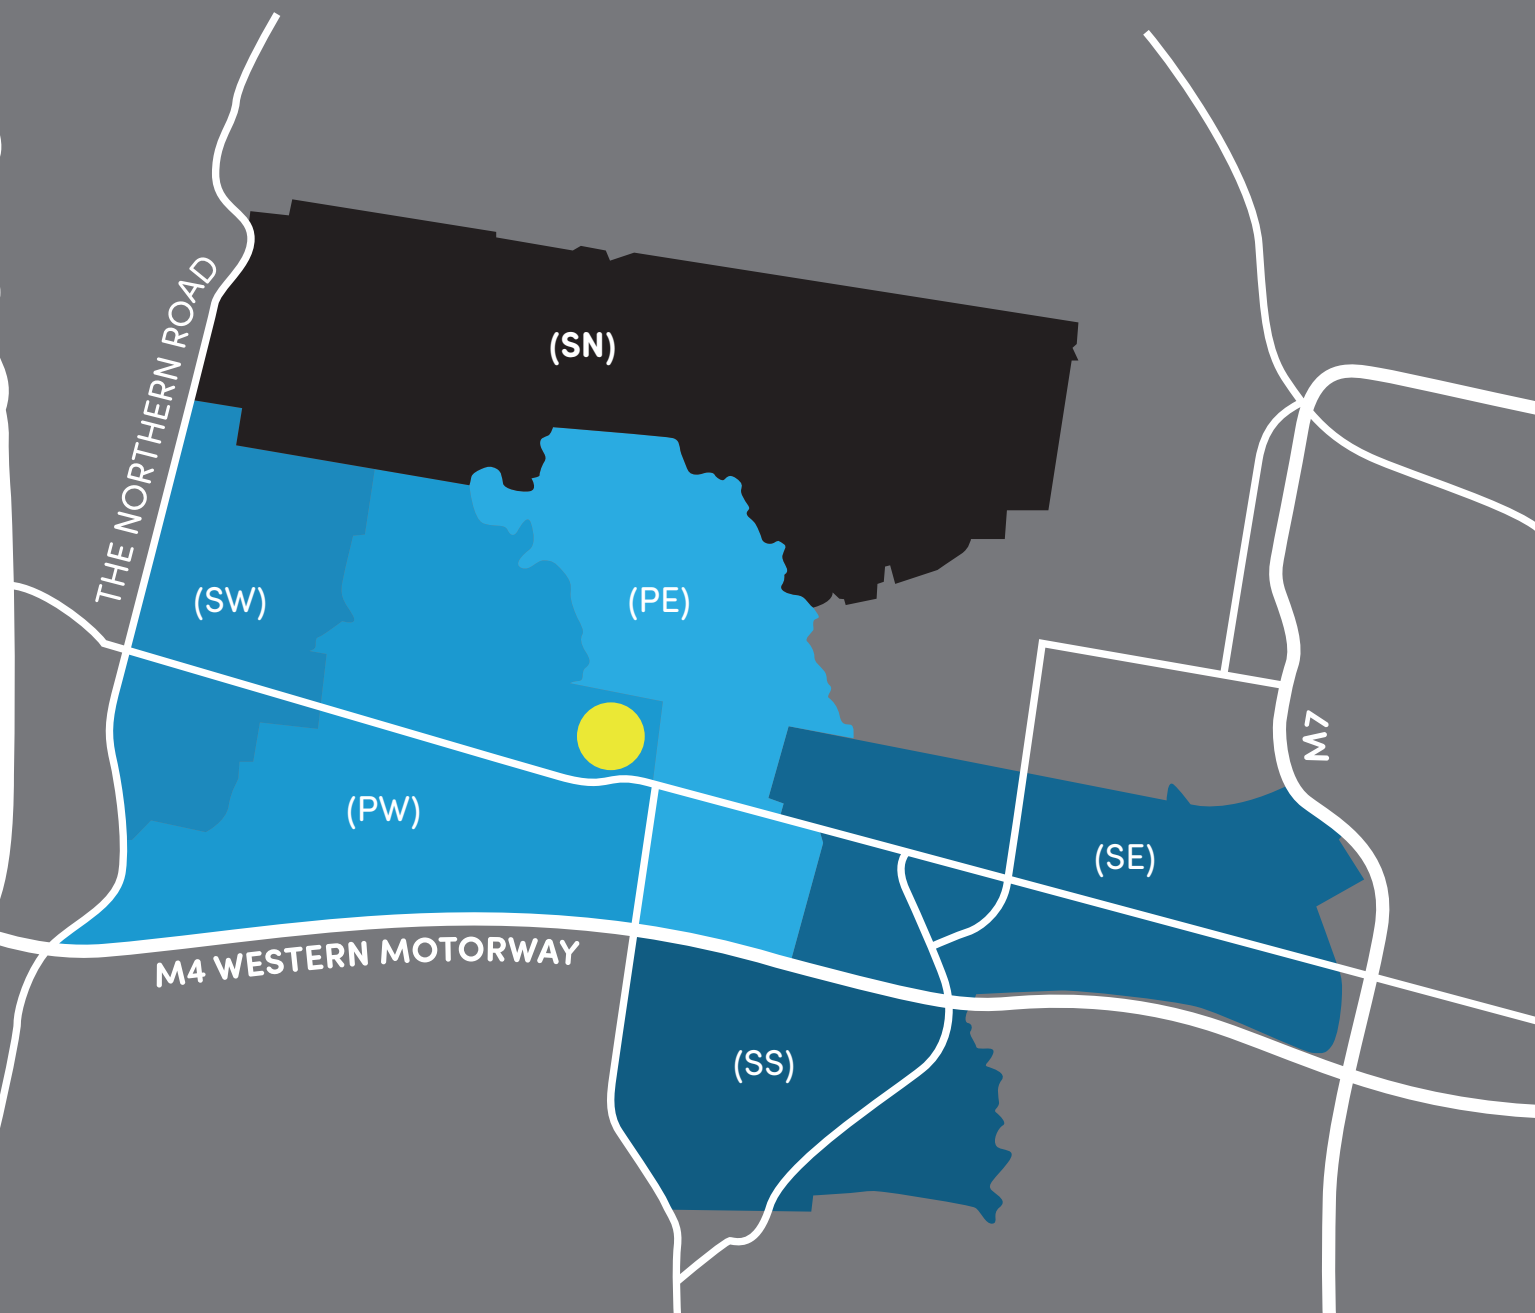 (SN)
THE NORTHERN ROAD
(SW)
(PE)
M7
(PW)
(SE)
M4 WESTERN MOTORWAY
(SS)